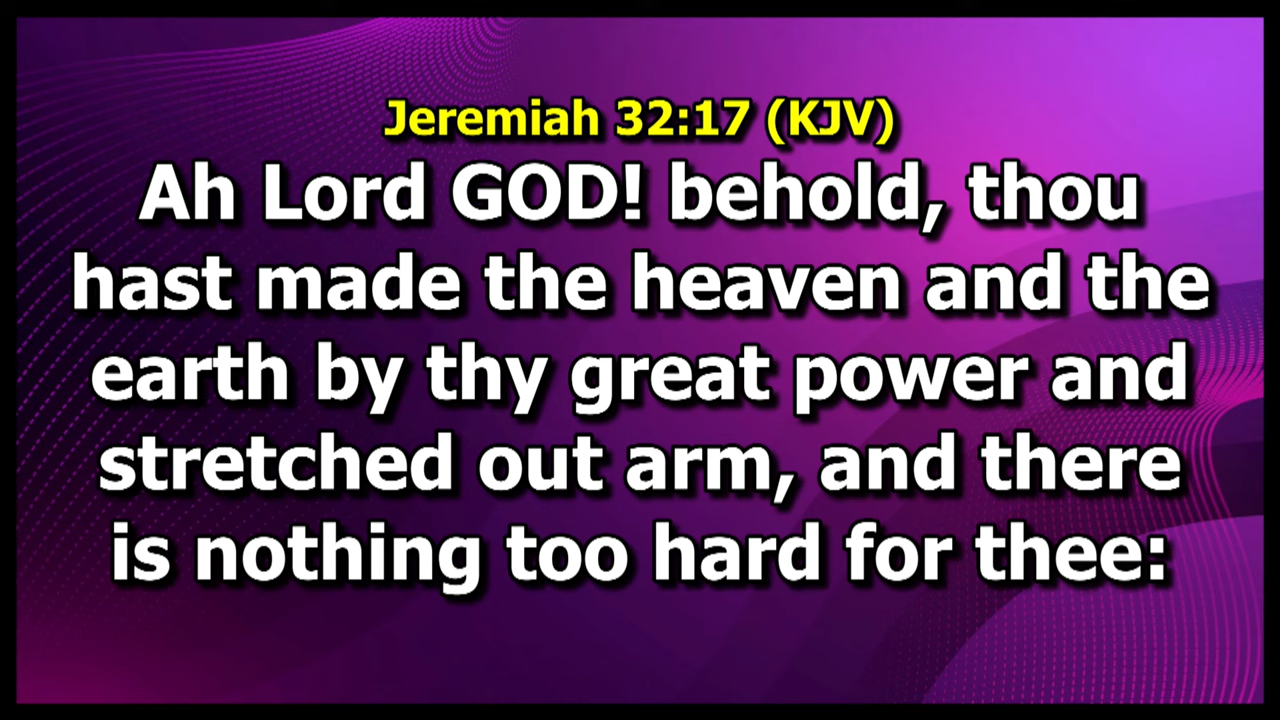 Jeremiah 32:17 (KJV)
Ah Lord GOD! behold, thou
hast made the heaven and the
earth by thy great power and
stretched out arm, and there
is nothing too hard for thee: